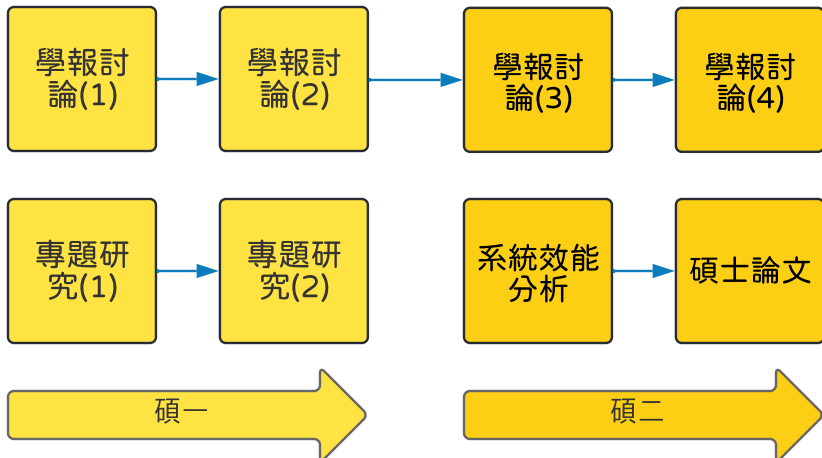 學報討
論(1)
學報討
論(2)
學報討
論(3)
學報討
論(4)
專題研
究(1)
專題研
究(2)
系統效能
分析
碩士論文
碩一
碩二